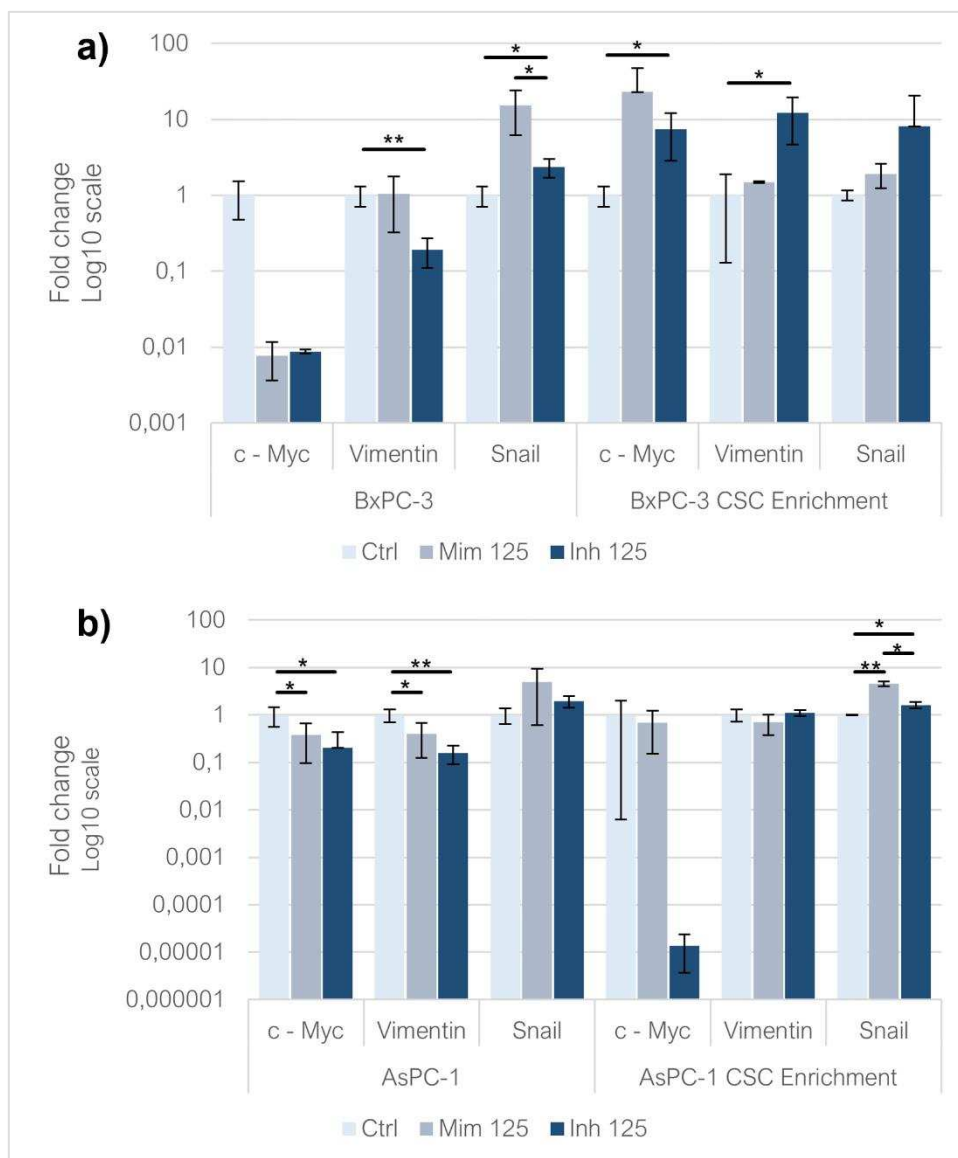 a)
100
10
1
0,1
0,01
0,001
Fold change
Log10 scale
* * ** * *
c - Myc Vimentin Snail c - Myc Vimentin Snail
BxPC-3 BxPC-3 CSC Enrichment
Ctrl Mim 125 Inh 125
b)
100
10
1
0,1
0,01
0,001
0,0001
0,00001
0,000001
Fold change
Log10 scale
* * ** * * ** *
c - Myc Vimentin Snail c - Myc Vimentin Snail
AsPC-1 AsPC-1 CSC Enrichment
Ctrl Mim 125 Inh 125